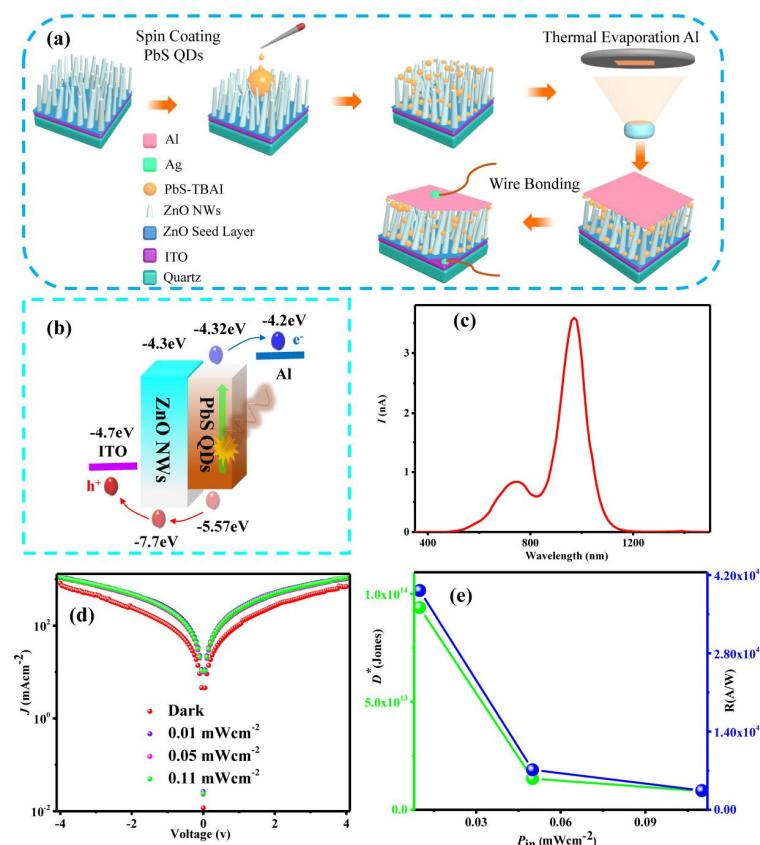 (a)
Spin Coating
PbS QDs
Thermal Evaporation Al
Al
Ag
PbS-TBAI
ZnO NWs
ZnO Seed Layer
ITO
Quartz
Wire Bonding
(b)
-4.3eV
-4.32eV
-4.2eV
e-
Al
ZnO NWs
PbS QDs
-4.7eV
ITO
h+
-7.7eV
-5.57eV
(c)
I (nA)
3
2
1
0
400
800
1200
Wavelength (nm)
(d)
J (mAcm-2)
10²
10⁰
10-2
Dark
0.01 mWcm-2
0.05 mWcm-2
0.11 mWcm-2
-4
-2
0
2
4
Voltage (v)
(e)
D* (Jones)
1.0x10¹⁴
5.0x10¹³
0.0
R(A/W)
4.20x10⁴
2.80x10⁴
1.40x10⁴
0.00
0.03
0.06
0.09
Pin (mWcm-2)